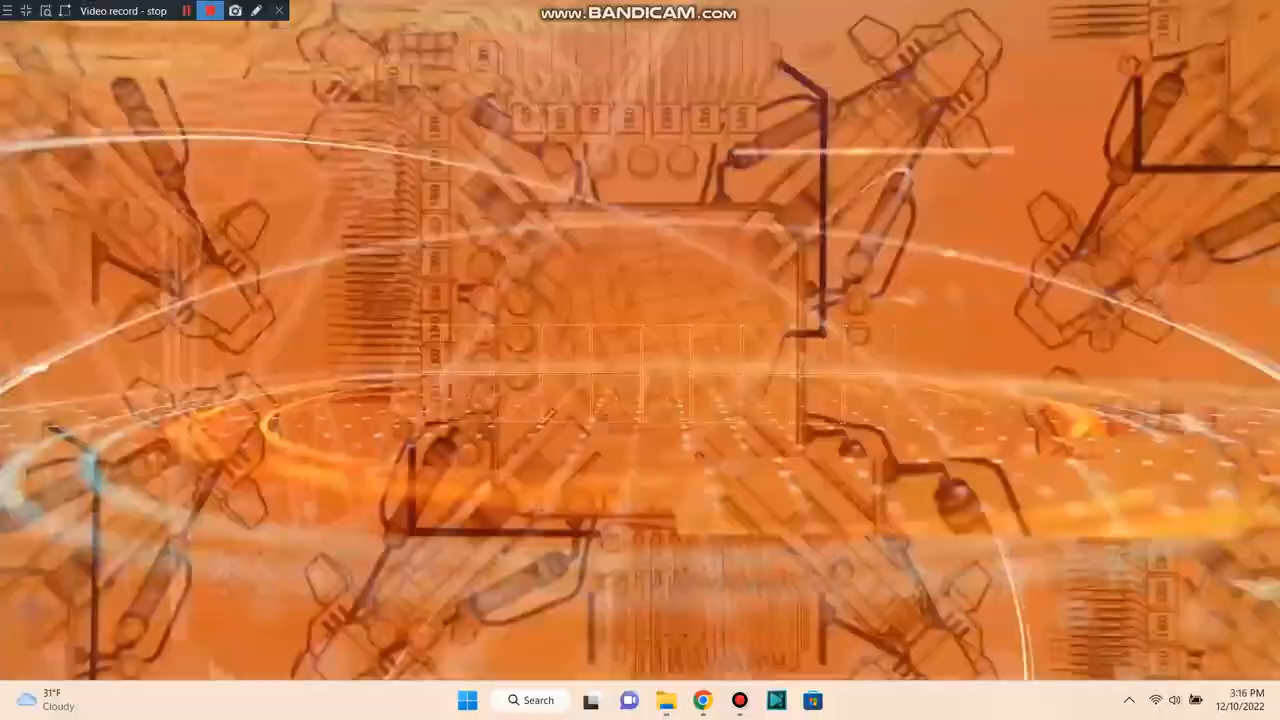 Video record - stop
www.BANDICAM.com
31°F
Cloudy
Search
3:16 PM
12/10/2022